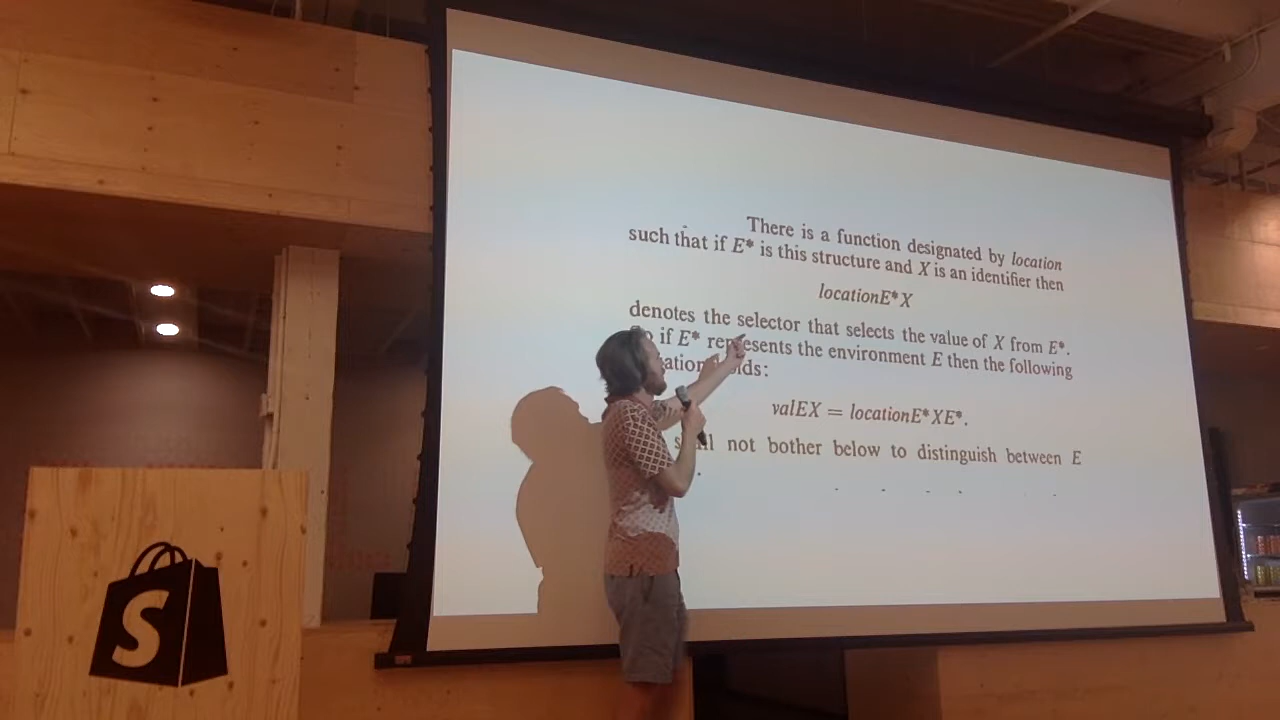 There is a function designated by location
such that if E* is this structure and X is an identifier then
locationE*X
denotes the selector that selects the value of X from E*.
if E* represents the environment E then the following
valEX = locationE*XE*.
not bother below to distinguish between E
S